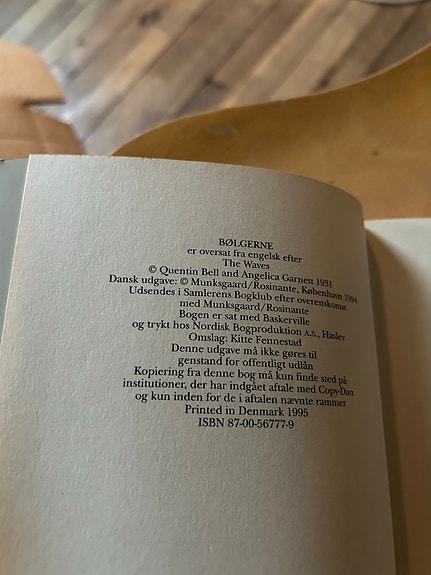 BØLGERNE
er oversat fra engelsk efter
The Waves
© Quentin Bell and Angelica Garnett 1931
Dansk udgave: © Munksgaard/Rosinante, København 1994
Udsendes i Samlerens Bogklub efter overenskomst
med Munksgaard/Rosinante
Bogen er sat med Baskerville
og trykt hos Nordisk Bogproduktion A.S., Haslev
Omslag: Kitte Fennestad
Denne udgave må ikke gøres til
genstand for offentligt udlån
Kopiering fra denne bog må kun finde sted på
institutioner, der har indgået aftale med Copy-Dan
og kun inden for de i aftalen nævnte rammer
Printed in Denmark 1995
ISBN 87-00-56777-9